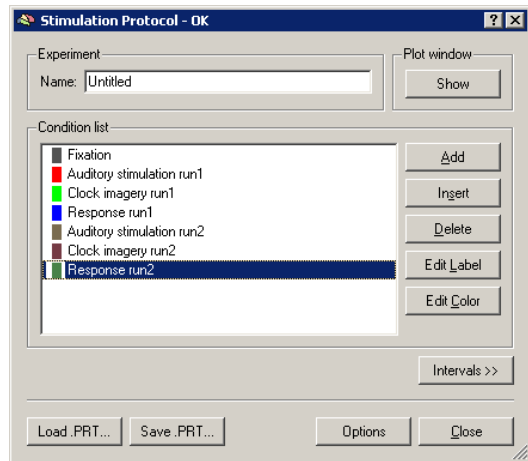 Stimulation Protocol - OK
Experiment
Name: Untitled
Plot window
Show
Condition list
Fixation
Auditory stimulation run1
Clock imagery run1
Response run1
Auditory stimulation run2
Clock imagery run2
Response run2
Add
Insert
Delete
Edit Label
Edit Color
Intervals >>
Load .PRT...
Save .PRT...
Options
Close